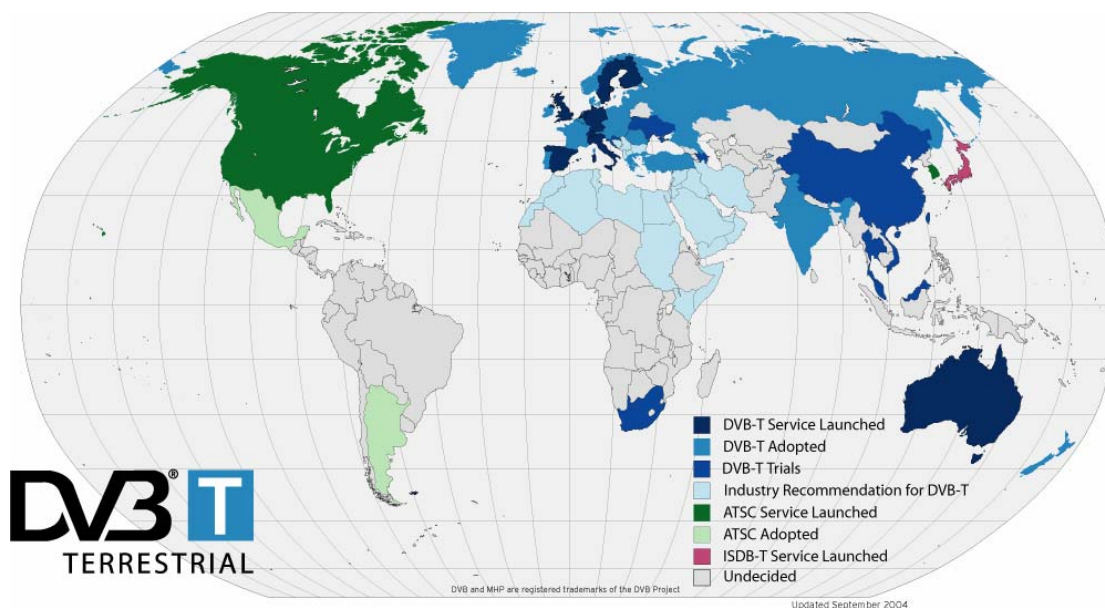 DVB-T Service Launched
DVB-T Adopted
DVB-T Trials
Industry Recommendation for DVB-T
ATSC Service Launched
ATSC Adopted
ISDB-T Service Launched
Undecided
DVB® T
TERRESTRIAL
DVB and MHP are registered trademarks of the DVB Project
Updated September 2004